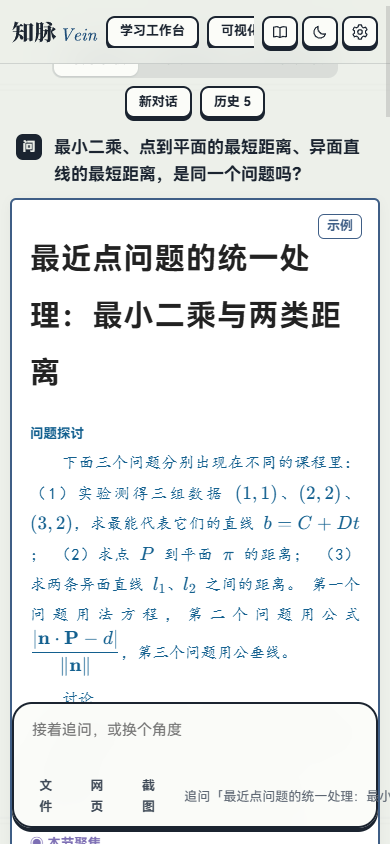 知脉 Vein 学习工作台
新对话 历史 5
问 最小二乘、点到平面的最短距离、异面直
线的最短距离，是同一个问题吗？
示例
最近点问题的统一处
理：最小二乘与两类距
离
问题探讨
下面三个问题分别出现在不同的课程里：
（1）实验测得三组数据 (1,1)、(2,2)、
(3,2)，求最能代表它们的直线 b = C + Dt
；（2）求点 P 到平面 π 的距离；（3）
求两条异面直线 l₁、l₂ 之间的距离。第一个
问题用法方程，第二个问题用公式
|n·P − d|/‖n‖，第三个问题用公垂线。
讨论
接着追问，或换个角度
文件 网页 截图 追问「最近点问题的统一处理：最
本节聚焦